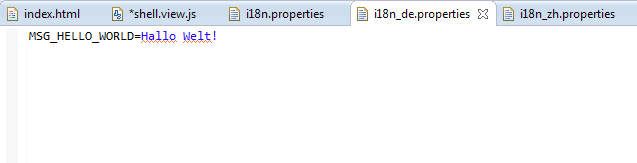 index.html *shell.view.js i18n.properties i18n_de.properties i18n_zh.properties
MSG_HELLO_WORLD=Hallo Welt!